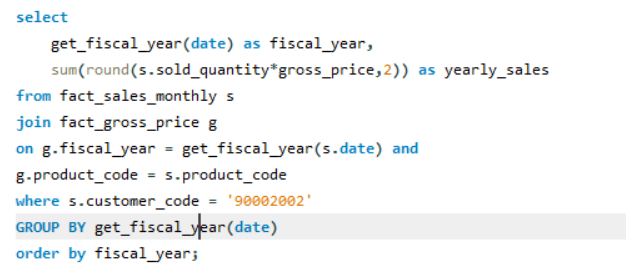 select
get_fiscal_year(date) as fiscal_year,
sum(round(s.sold_quantity*gross_price,2)) as yearly_sales
from fact_sales_monthly s
join fact_gross_price g
on g.fiscal_year = get_fiscal_year(s.date) and
g.product_code = s.product_code
where s.customer_code = '90002002'
GROUP BY get_fiscal_year(date)
order by fiscal_year;